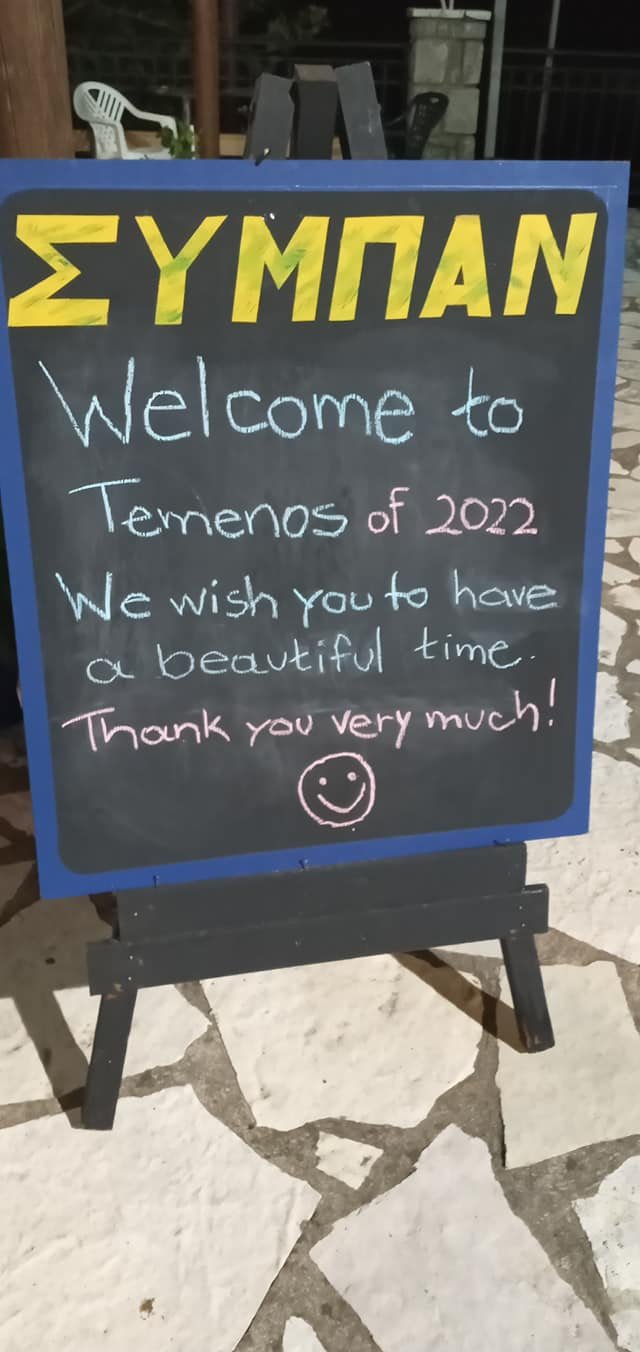 ΣΥΜΠΑΝ
Welcome to
Temenos of 2022
We wish you to have
a beautiful time.
Thank you very much!